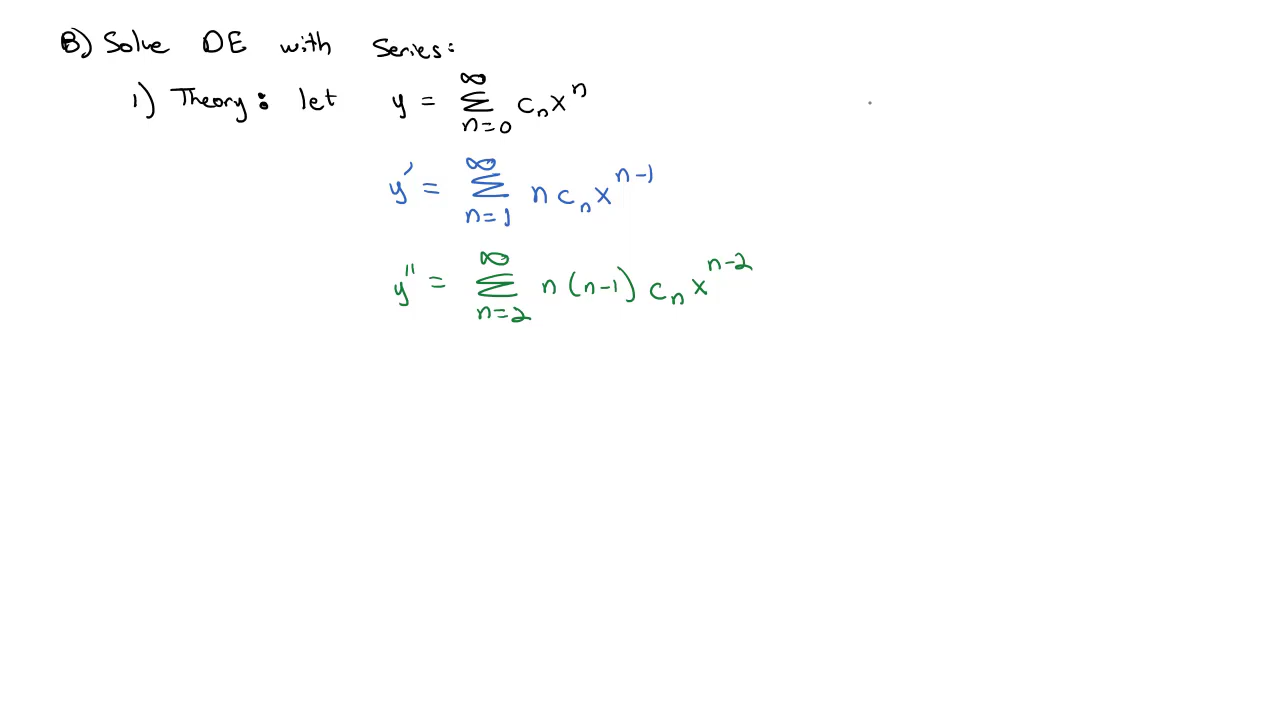 B) Solve DE with Series:
1) Theory: let y = ∑_{n=0}^{∞} c_n x^n
y' = ∑_{n=1}^{∞} n c_n x^{n-1}
y'' = ∑_{n=2}^{∞} n(n-1) c_n x^{n-2}